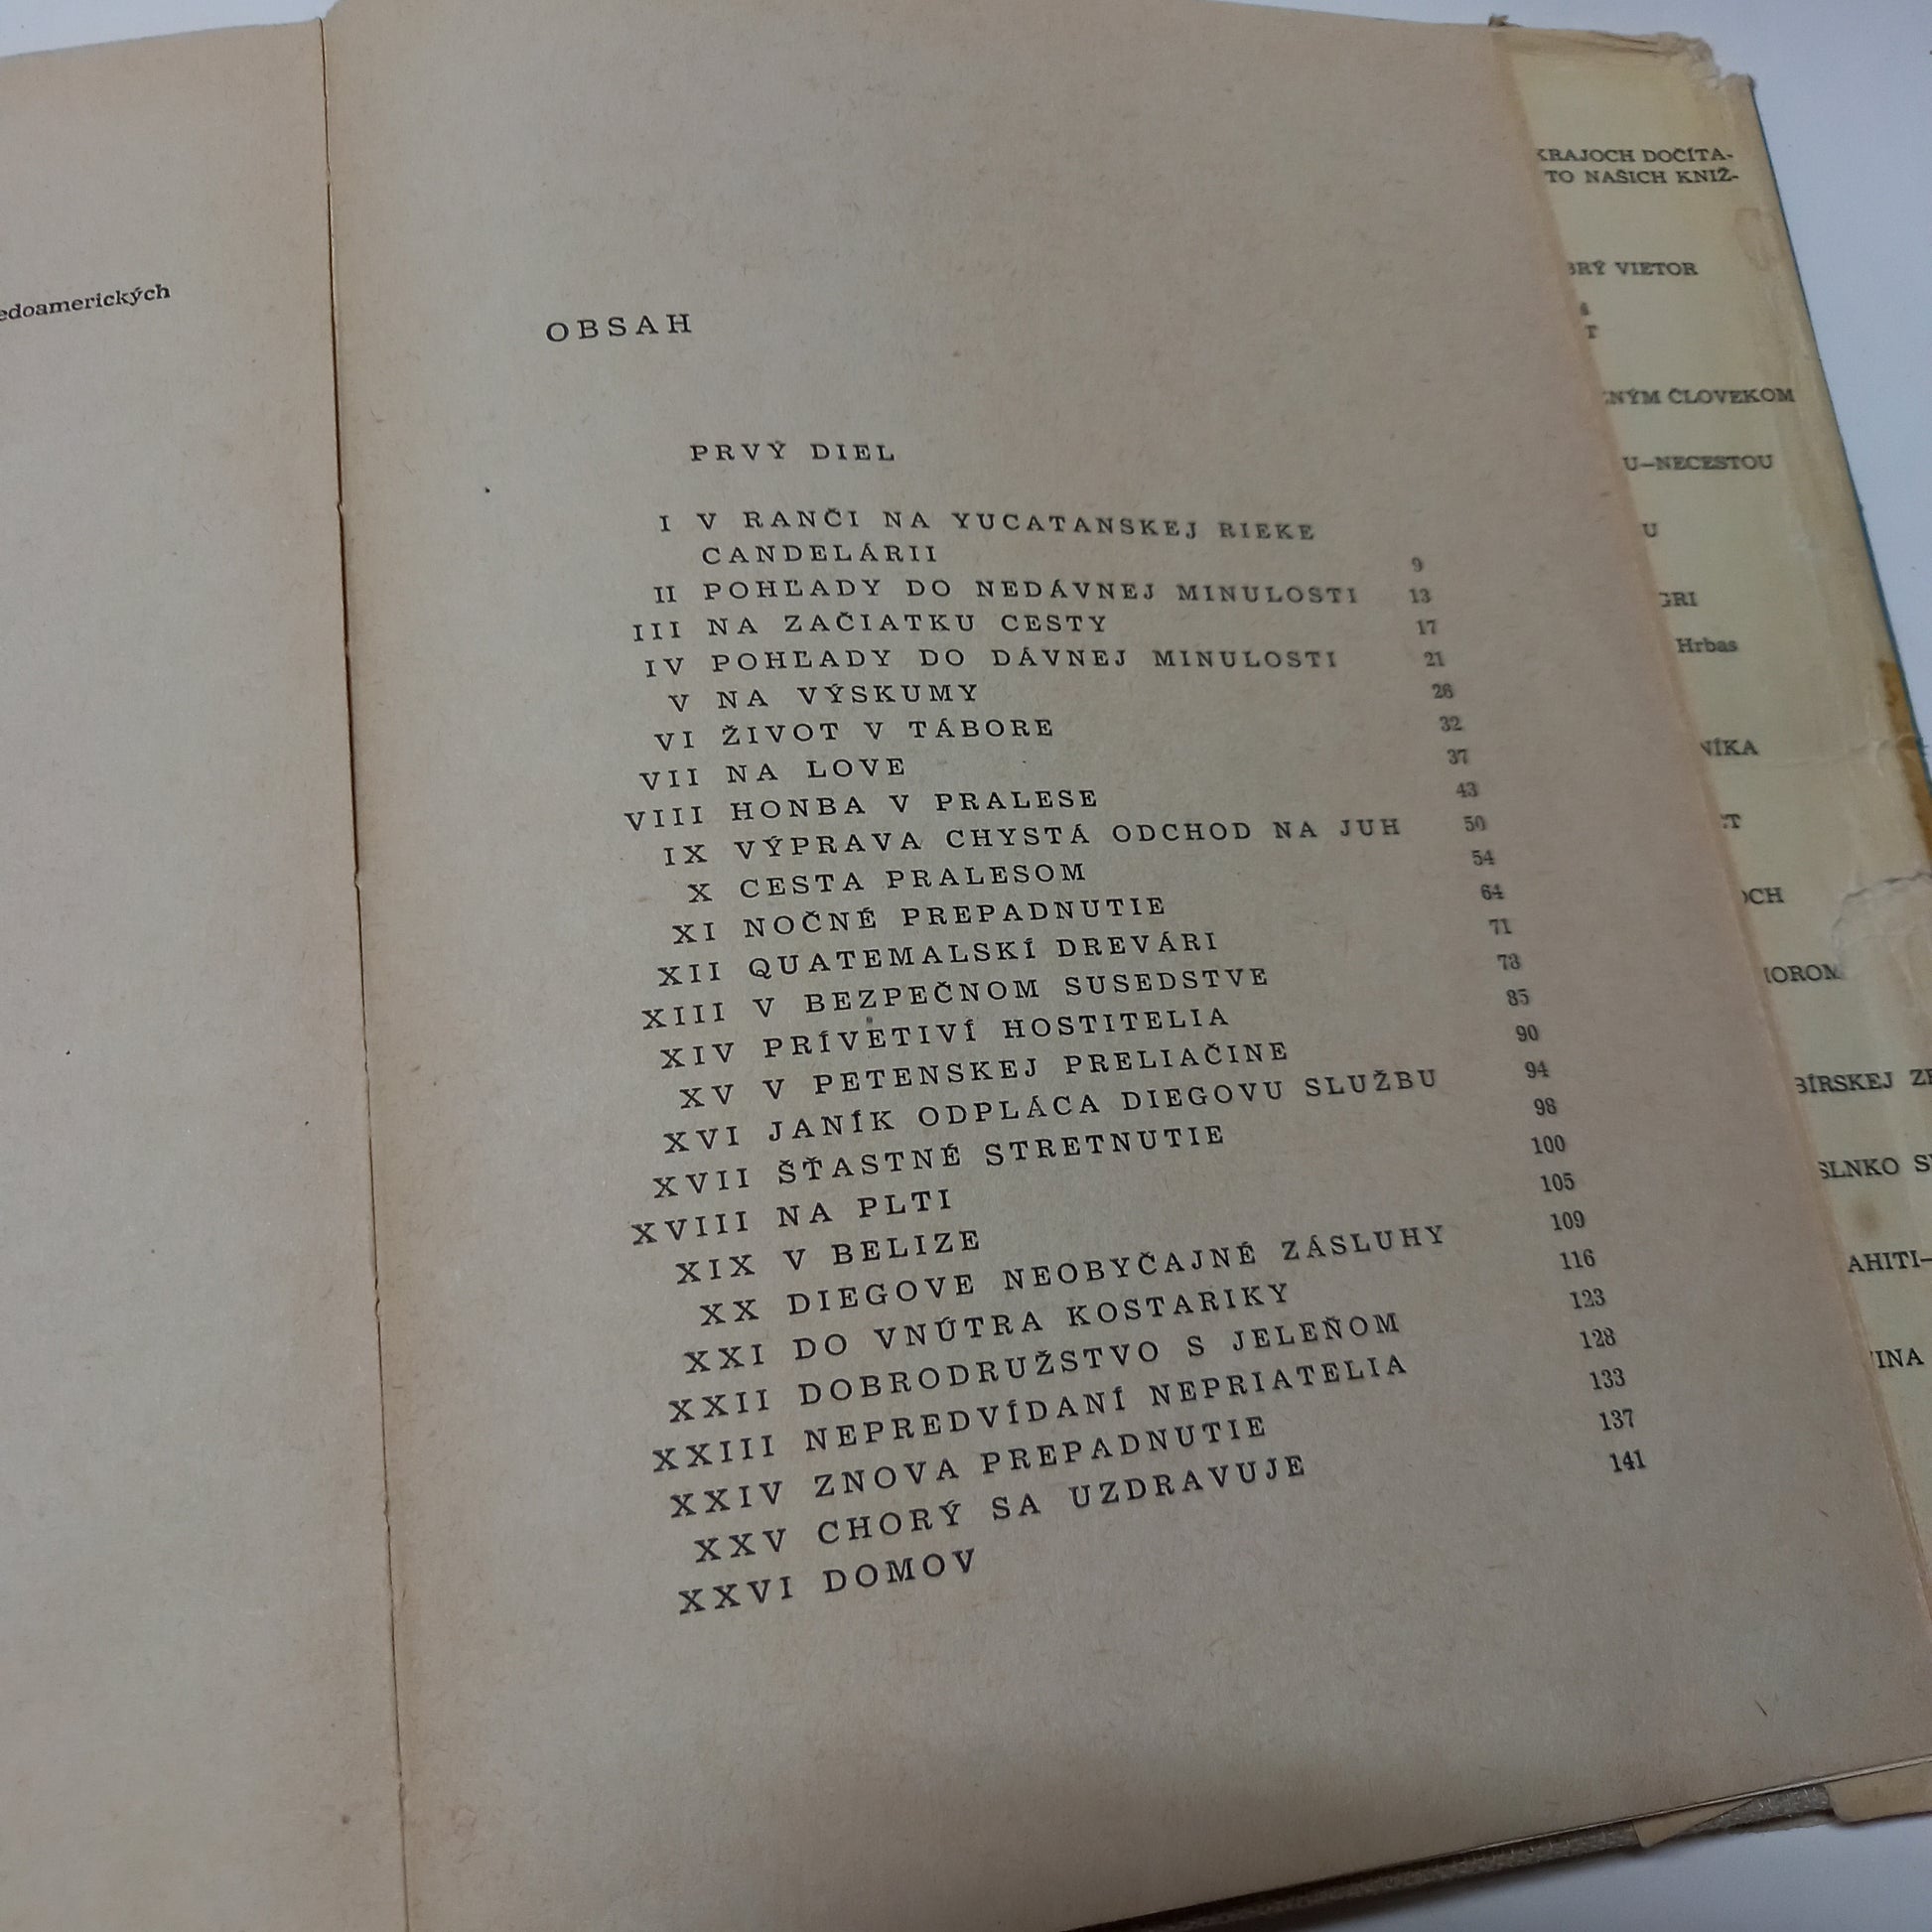 edoamerických
OBSAH
PRVÝ DIEL
I V RANČI NA YUCATANSKEJ RIEKE
CANDELÁRII 9
II POHĽADY DO NEDÁVNEJ MINULOSTI 13
III NA ZAČIATKU CESTY 17
IV POHĽADY DO DÁVNEJ MINULOSTI 21
V NA VÝSKUMY 26
VI ŽIVOT V TÁBORE 32
VII NA LOVE 37
VIII HONBA V PRALESE 43
IX VÝPRAVA CHYSTÁ ODCHOD NA JUH 50
X CESTA PRALESOM 54
XI NOČNÉ PREPADNUTIE 64
XII QUATEMALSKÍ DREVÁRI 71
XIII V BEZPEČNOM SUSEDSTVE 73
XIV PRÍVETIVÍ HOSTITELIA 85
XV V PETENSKEJ PRELIAČINE 90
XVI JANÍK ODPLÁCA DIEGOVU SLUŽBU 94
XVII ŠŤASTNÉ STRETNUTIE 98
XVIII NA PLTI 100
XIX V BELIZE 105
XX DIEGOVE NEOBYČAJNÉ ZÁSLUHY 109
XXI DO VNÚTRA KOSTARIKY 116
XXII DOBRODRUŽSTVO S JELEŇOM 123
XXIII NEPREDVÍDANÍ NEPRIATELIA 128
XXIV ZNOVA PREPADNUTIE 133
XXV CHORÝ SA UZDRAVUJE 137
XXVI DOMOV 141
KRAJOCH DOČÍTA-
TO NAŠICH KNIŽ-
BRÝ VIETOR
T
ZNÝM ČLOVEKOM
U—NECESTOU
U
GRI
Hrbas
NÍKA
ET
OCH
MOROM
BÍRSKEJ ZE
SLNKO S
AHITI—
INA